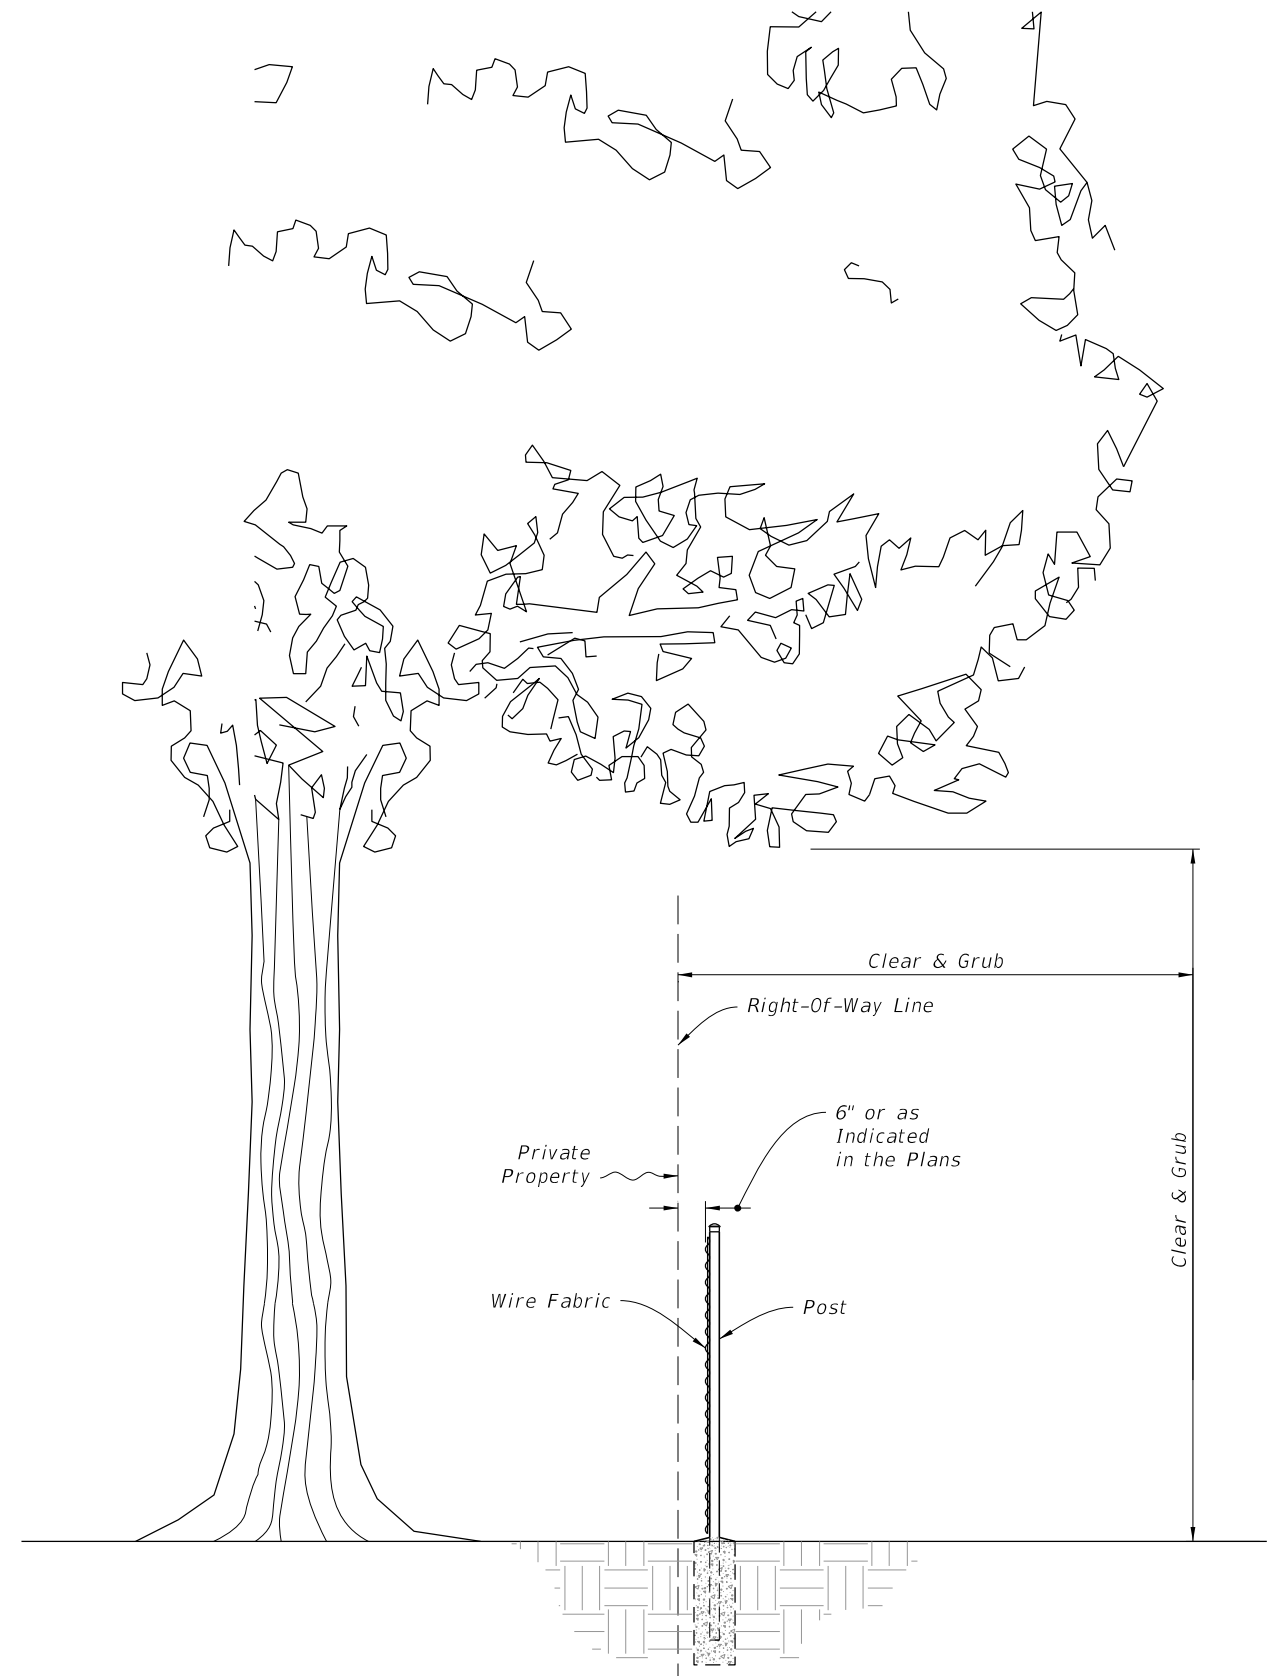 Clear & Grub
Right-Of-Way Line
6" or as
Indicated
in the Plans
Private
Property
Clear & Grub
Wire Fabric
Post